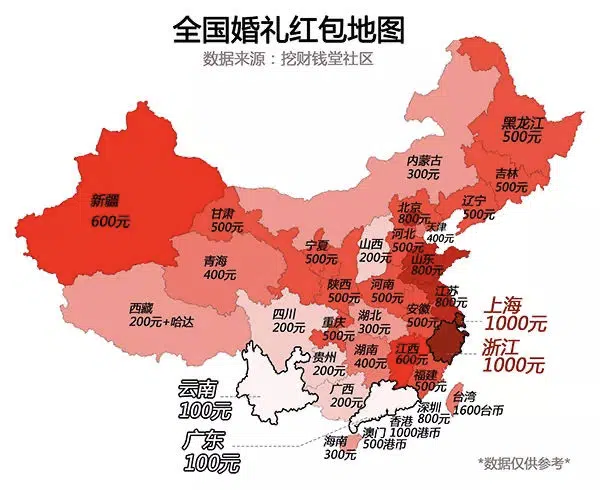 全国婚礼红包地图
数据来源：挖财钱堂社区
黑龙江
500元
内蒙古
300元
吉林
500元
新疆
600元
辽宁
500元
北京
800元
天津
400元
甘肃
500元
河北
500元
山西
200元
宁夏
500元
山东
800元
青海
400元
陕西
500元
河南
500元
江苏
800元
西藏
200元+哈达
四川
200元
重庆
500元
湖北
300元
安徽
500元
上海
1000元
浙江
1000元
贵州
200元
湖南
400元
江西
600元
福建
500元
云南
100元
广西
200元
广东
100元
深圳
800元
台湾
1600台币
香港
1000港币
澳门
500港币
海南
300元
*数据仅供参考*